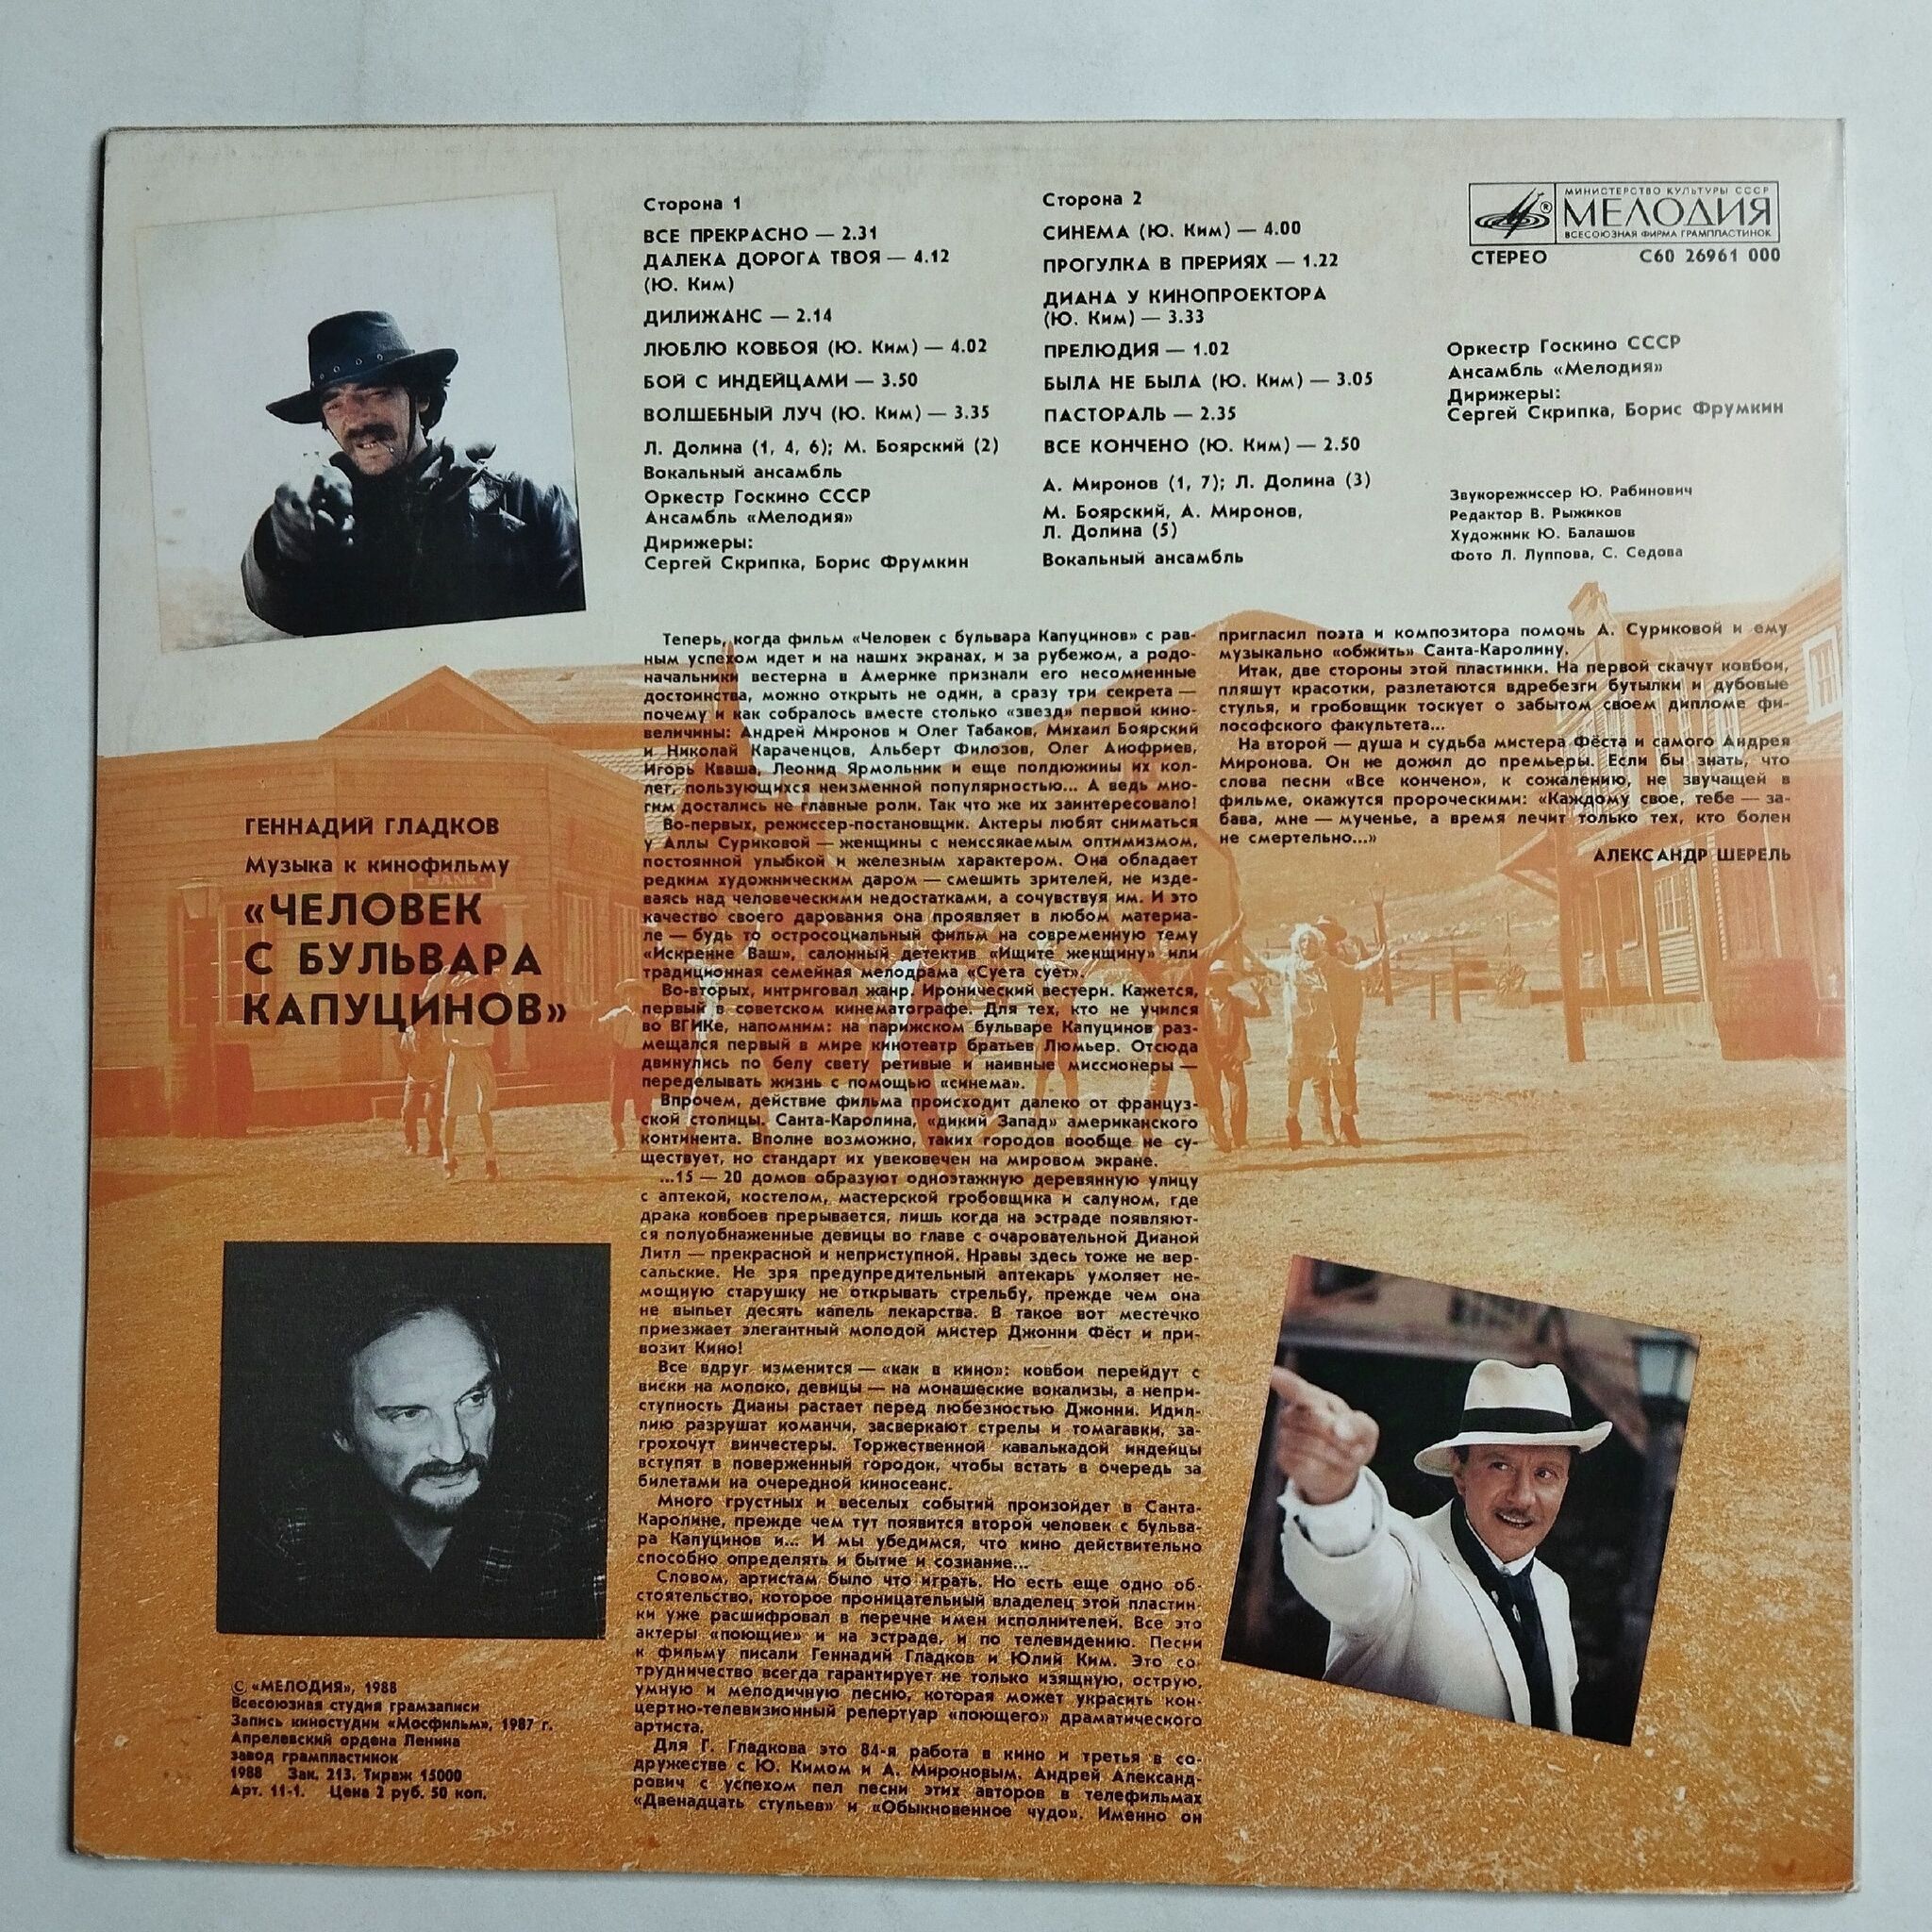 Сторона 1
ВСЕ ПРЕКРАСНО — 2.31
ДАЛЕКА ДОРОГА ТВОЯ — 4.12
(Ю. Ким)
ДИЛИЖАНС — 2.14
ЛЮБЛЮ КОВБОЯ (Ю. Ким) — 4.02
БОЙ С ИНДЕЙЦАМИ — 3.50
ВОЛШЕБНЫЙ ЛУЧ (Ю. Ким) — 3.35
Л. Долина (1, 4, 6); М. Боярский (2)
Вокальный ансамбль
Оркестр Госкино СССР
Ансамбль «Мелодия»
Дирижеры:
Сергей Скрипка, Борис Фрумкин
Сторона 2
СИНЕМА (Ю. Ким) — 4.00
ПРОГУЛКА В ПРЕРИЯХ — 1.22
ДИАНА У КИНОПРОЕКТОРА
(Ю. Ким) — 3.33
ПРЕЛЮДИЯ — 1.02
БЫЛА НЕ БЫЛА (Ю. Ким) — 3.05
ПАСТОРАЛЬ — 2.35
ВСЕ КОНЧЕНО (Ю. Ким) — 2.50
А. Миронов (1, 7); Л. Долина (3)
М. Боярский, А. Миронов,
Л. Долина (5)
Вокальный ансамбль
МИНИСТЕРСТВО КУЛЬТУРЫ СССР
® МЕЛОДИЯ
ВСЕСОЮЗНАЯ ФИРМА ГРАМПЛАСТИНОК
СТЕРЕО С60 26961 000
Оркестр Госкино СССР
Ансамбль «Мелодия»
Дирижеры:
Сергей Скрипка, Борис Фрумкин
Звукорежиссер Ю. Рабинович
Редактор В. Рыжиков
Художник Ю. Балашов
Фото Л. Луппова, С. Седова
ГЕННАДИЙ ГЛАДКОВ
Музыка к кинофильму
«ЧЕЛОВЕК
С БУЛЬВАРА
КАПУЦИНОВ»
BANK
Теперь, когда фильм «Человек с бульвара Капуцинов» с рав-
ным успехом идет и на наших экранах, и за рубежом, а родо-
начальники вестерна в Америке признали его несомненные
достоинства, можно открыть не один, а сразу три секрета —
почему и как собралось вместе столько «звезд» первой кино-
величины: Андрей Миронов и Олег Табаков, Михаил Боярский
и Николай Караченцов, Альберт Филозов, Олег Анофриев,
Игорь Кваша, Леонид Ярмольник и еще полдюжины их кол-
лег, пользующихся неизменной популярностью... А ведь мно-
гим достались не главные роли. Так что же их заинтересовало!
Во-первых, режиссер-постановщик. Актеры любят сниматься
у Аллы Суриковой — женщины с неиссякаемым оптимизмом,
постоянной улыбкой и железным характером. Она обладает
редким художническим даром — смешить зрителей, не изде-
ваясь над человеческими недостатками, а сочувствуя им. И это
качество своего дарования она проявляет в любом материа-
ле — будь то остросоциальный фильм на современную тему
«Искренне Ваш», салонный детектив «Ищите женщину» или
традиционная семейная мелодрама «Суета сует».
Во-вторых, интриговал жанр. Иронический вестерн. Кажется,
первый в советском кинематографе. Для тех, кто не учился
во ВГИКе, напомним: на парижском бульваре Капуцинов раз-
мещался первый в мире кинотеатр братьев Люмьер. Отсюда
двинулись по белу свету ретивые и наивные миссионеры —
переделывать жизнь с помощью «синема».
Впрочем, действие фильма происходит далеко от француз-
ской столицы. Санта-Каролина, «дикий Запад» американского
континента. Вполне возможно, таких городов вообще не су-
ществует, но стандарт их увековечен на мировом экране.
...15 — 20 домов образуют одноэтажную деревянную улицу
с аптекой, костелом, мастерской гробовщика и салуном, где
драка ковбоев прерывается, лишь когда на эстраде появляют-
ся полуобнаженные девицы во главе с очаровательной Дианой
Литл — прекрасной и неприступной. Нравы здесь тоже не вер-
сальские. Не зря предупредительный аптекарь умоляет не-
мощную старушку не открывать стрельбу, прежде чем она
не выпьет десять капель лекарства. В такое вот местечко
приезжает элегантный молодой мистер Джонни Фёст и при-
возит Кино!
Все вдруг изменится — «как в кино»: ковбои перейдут с
виски на молоко, девицы — на монашеские вокализы, а непри-
ступность Дианы растает перед любезностью Джонни. Идил-
лию разрушат команчи, засверкают стрелы и томагавки, за-
грохочут винчестеры. Торжественной кавалькадой индейцы
вступят в поверженный городок, чтобы встать в очередь за
билетами на очередной киносеанс.
Много грустных и веселых событий произойдет в Санта-
Каролине, прежде чем тут появится второй человек с бульва-
ра Капуцинов и... И мы убедимся, что кино действительно
способно определять и бытие и сознание...
Словом, артистам было что играть. Но есть еще одно об-
стоятельство, которое проницательный владелец этой пластин-
ки уже расшифровал в перечне имен исполнителей. Все это
актеры «поющие» и на эстраде, и по телевидению. Песни
к фильму писали Геннадий Гладков и Юлий Ким. Это со-
трудничество всегда гарантирует не только изящную, острую,
умную и мелодичную песню, которая может украсить кон-
цертно-телевизионный репертуар «поющего» драматического
артиста.
Для Г. Гладкова это 84-я работа в кино и третья в со-
дружестве с Ю. Кимом и А. Мироновым. Андрей Александ-
рович с успехом пел песни этих авторов в телефильмах
«Двенадцать стульев» и «Обыкновенное чудо». Именно он
пригласил поэта и композитора помочь А. Суриковой и ему
музыкально «обжить» Санта-Каролину.
Итак, две стороны этой пластинки. На первой скачут ковбои,
пляшут красотки, разлетаются вдребезги бутылки и дубовые
стулья, и гробовщик тоскует о забытом своем дипломе фи-
лософского факультета...
На второй — душа и судьба мистера Фёста и самого Андрея
Миронова. Он не дожил до премьеры. Если бы знать, что
слова песни «Все кончено», к сожалению, не звучащей в
фильме, окажутся пророческими: «Каждому свое, тебе — за-
бава, мне — мученье, а время лечит только тех, кто болен
не смертельно...»
АЛЕКСАНДР ШЕРЕЛЬ
© «МЕЛОДИЯ», 1988
Всесоюзная студия грамзаписи
Запись киностудии «Мосфильм», 1987 г.
Апрелевский ордена Ленина
завод грампластинок
1988 Зак. 213. Тираж 15000
Арт. 11-1. Цена 2 руб. 50 коп.